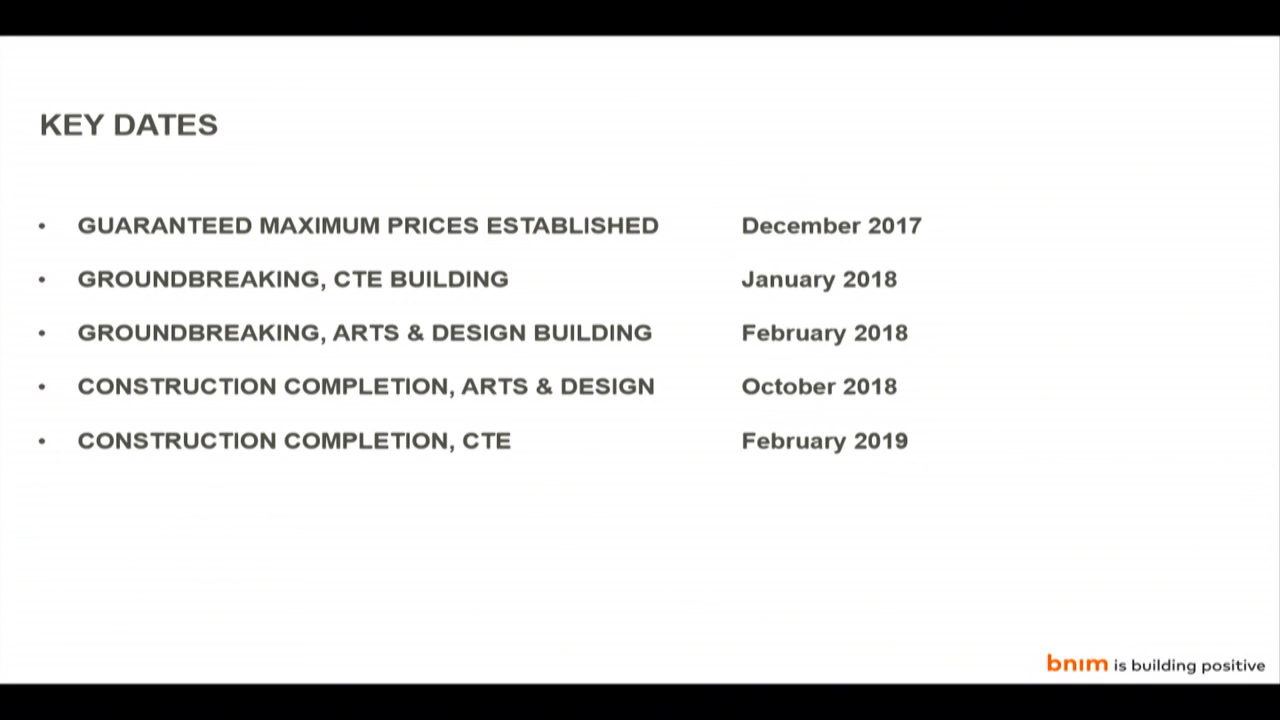 KEY DATES
• GUARANTEED MAXIMUM PRICES ESTABLISHED December 2017
• GROUNDBREAKING, CTE BUILDING January 2018
• GROUNDBREAKING, ARTS & DESIGN BUILDING February 2018
• CONSTRUCTION COMPLETION, ARTS & DESIGN October 2018
• CONSTRUCTION COMPLETION, CTE February 2019
bnim is building positive